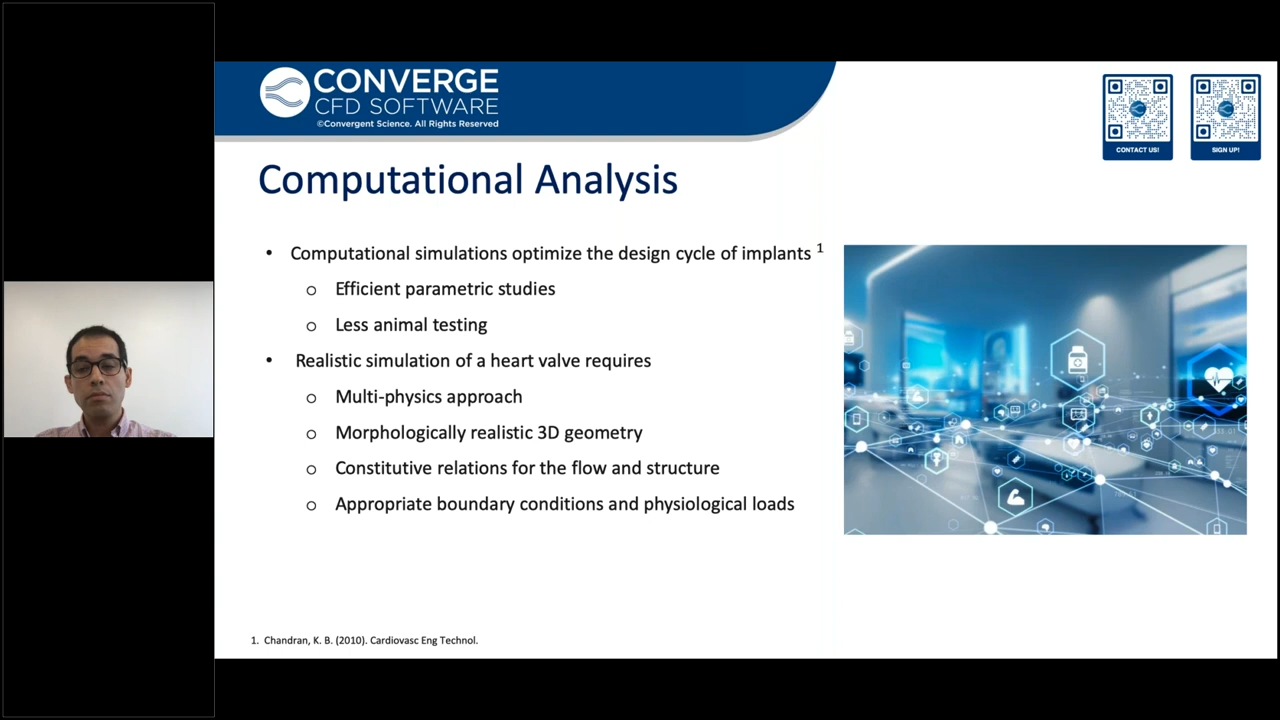 CONVERGE
CFD SOFTWARE
©Convergent Science. All Rights Reserved
CONTACT US!
SIGN UP!
Computational Analysis
• Computational simulations optimize the design cycle of implants 1
o Efficient parametric studies
o Less animal testing
• Realistic simulation of a heart valve requires
o Multi-physics approach
o Morphologically realistic 3D geometry
o Constitutive relations for the flow and structure
o Appropriate boundary conditions and physiological loads
1. Chandran, K. B. (2010). Cardiovasc Eng Technol.